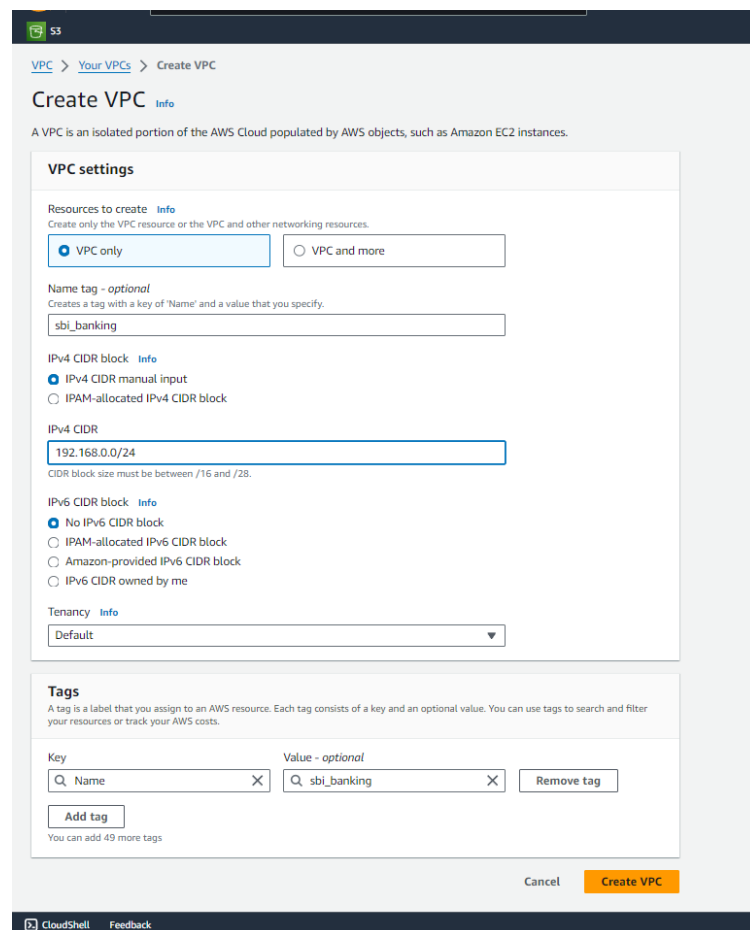 S3
VPC > Your VPCs > Create VPC
Create VPC Info
A VPC is an isolated portion of the AWS Cloud populated by AWS objects, such as Amazon EC2 instances.
VPC settings
Resources to create Info
Create only the VPC resource or the VPC and other networking resources.
VPC only
VPC and more
Name tag - optional
Creates a tag with a key of 'Name' and a value that you specify.
sbi_banking
IPv4 CIDR block Info
IPv4 CIDR manual input
IPAM-allocated IPv4 CIDR block
IPv4 CIDR
192.168.0.0/24
CIDR block size must be between /16 and /28.
IPv6 CIDR block Info
No IPv6 CIDR block
IPAM-allocated IPv6 CIDR block
Amazon-provided IPv6 CIDR block
IPv6 CIDR owned by me
Tenancy Info
Default
Tags
A tag is a label that you assign to an AWS resource. Each tag consists of a key and an optional value. You can use tags to search and filter
your resources or track your AWS costs.
Key
Value - optional
Name
sbi_banking
Remove tag
Add tag
You can add 49 more tags
Cancel
Create VPC
CloudShell Feedback